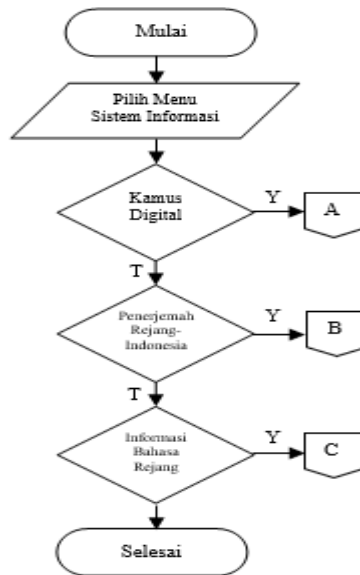 Mulai
Pilih Menu
Sistem Informasi
Kamus
Digital
Y
A
T
Penerjemah
Rejang-
Indonesia
Y
B
T
Informasi
Bahasa
Rejang
Y
C
Selesai